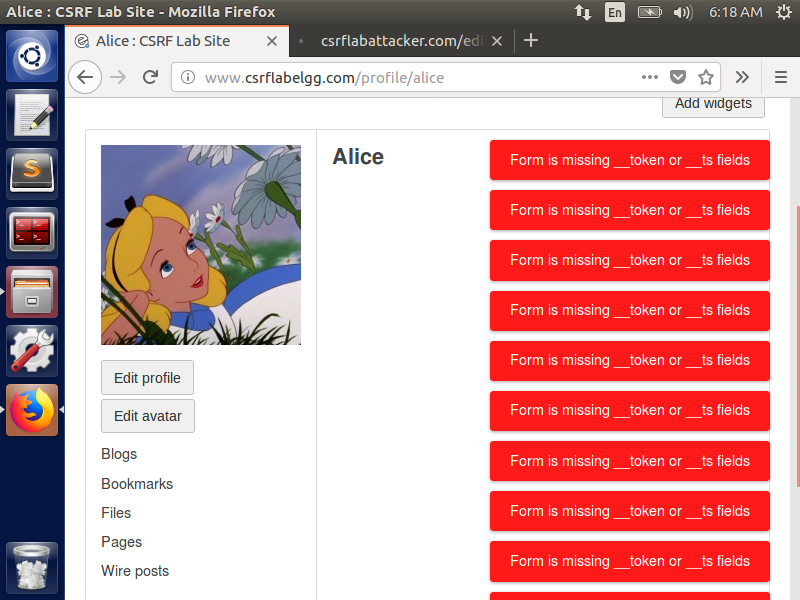 Alice : CSRF Lab Site - Mozilla Firefox
En
6:18 AM
Alice : CSRF Lab Site
csrflabattacker.com/edi
www.csrflabelgg.com/profile/alice
Add widgets
Alice
Form is missing __token or __ts fields
Form is missing __token or __ts fields
Form is missing __token or __ts fields
Form is missing __token or __ts fields
Form is missing __token or __ts fields
Form is missing __token or __ts fields
Form is missing __token or __ts fields
Form is missing __token or __ts fields
Form is missing __token or __ts fields
Edit profile
Edit avatar
Blogs
Bookmarks
Files
Pages
Wire posts